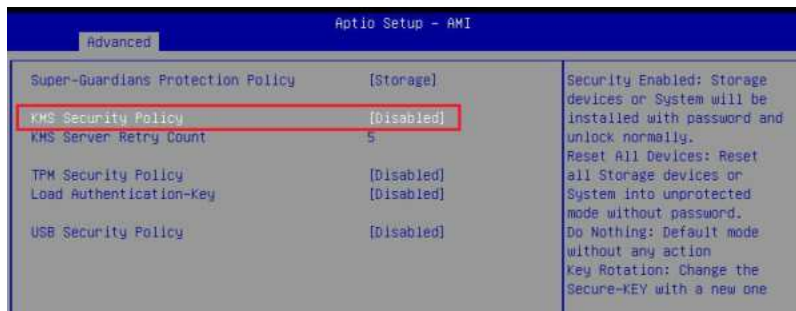 Aptio Setup - AMI
Advanced
Super-Guardians Protection Policy [Storage]
KMS Security Policy [Disabled]
KMS Server Retry Count 5
TPM Security Policy [Disabled]
Load Authentication-Key [Disabled]
USB Security Policy [Disabled]
Security Enabled: Storage
devices or System will be
installed with password and
unlock normally.
Reset All Devices: Reset
all Storage devices or
System into unprotected
mode without password.
Do Nothing: Default mode
without any action
Key Rotation: Change the
Secure-KEY with a new one